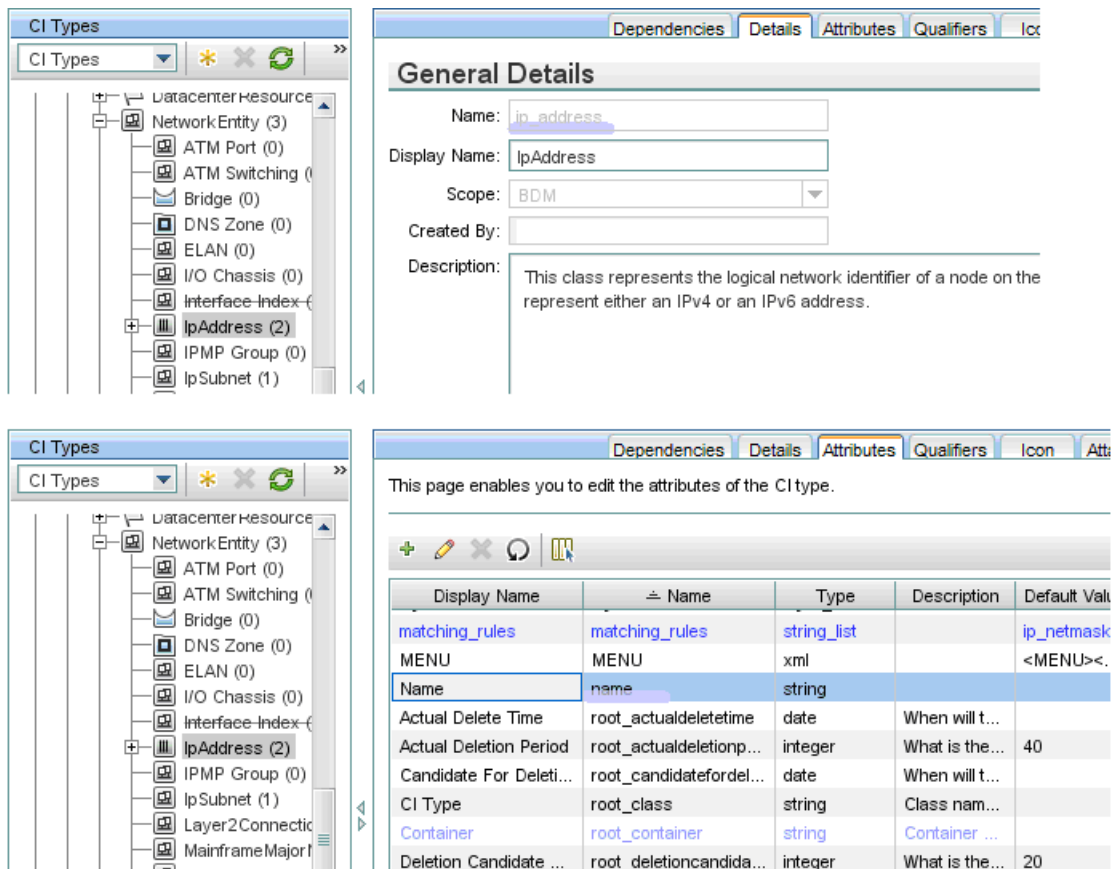 CI Types
CI Types
»
DatacenterResource
NetworkEntity (3)
ATM Port (0)
ATM Switching (
Bridge (0)
DNS Zone (0)
ELAN (0)
I/O Chassis (0)
Interface Index (
IpAddress (2)
IPMP Group (0)
IpSubnet (1)
Dependencies Details Attributes Qualifiers Ico
General Details
Name: ip_address
Display Name: IpAddress
Scope: BDM
Created By:
Description: This class represents the logical network identifier of a node on the
represent either an IPv4 or an IPv6 address.
CI Types
CI Types
»
DatacenterResource
NetworkEntity (3)
ATM Port (0)
ATM Switching (
Bridge (0)
DNS Zone (0)
ELAN (0)
I/O Chassis (0)
Interface Index (
IpAddress (2)
IPMP Group (0)
IpSubnet (1)
Layer2Connectic
MainframeMajor
Dependencies Details Attributes Qualifiers Icon Atta
This page enables you to edit the attributes of the CI type.
Display Name Name Type Description Default Valu
matching_rules matching_rules string_list ip_netmask
MENU MENU xml <MENU><.
Name name string
Actual Delete Time root_actualdeletetime date When will t...
Actual Deletion Period root_actualdeletionp... integer What is the... 40
Candidate For Deleti... root_candidatefordel... date When will t...
CI Type root_class string Class nam...
Container root_container string Container ...
Deletion Candidate ... root_deletioncandida... integer What is the... 20